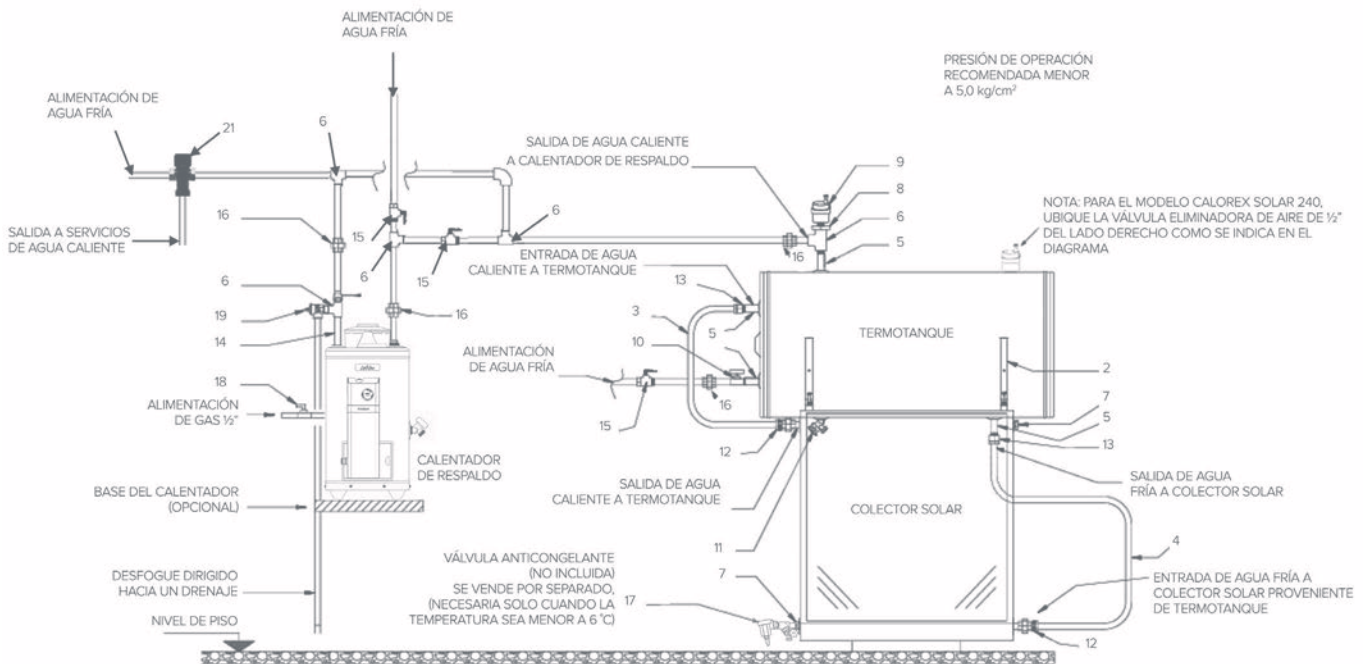 ALIMENTACIÓN DE
AGUA FRÍA
PRESIÓN DE OPERACIÓN
RECOMENDADA MENOR
A 5,0 kg/cm²
ALIMENTACIÓN DE
AGUA FRÍA
21
6
SALIDA DE AGUA CALIENTE
A CALENTADOR DE RESPALDO
9
8
6
5
NOTA: PARA EL MODELO CALOREX SOLAR 240,
UBIQUE LA VÁLVULA ELIMINADORA DE AIRE DE ½"
DEL LADO DERECHO COMO SE INDICA EN EL
DIAGRAMA
SALIDA A SERVICIOS
DE AGUA CALIENTE
16
15
6
15
6
16
ENTRADA DE AGUA
CALIENTE A TERMOTANQUE
13
6
19
14
16
3
5
TERMOTANQUE
ALIMENTACIÓN
DE AGUA FRÍA
10
16
15
2
7
5
13
18
ALIMENTACIÓN
DE GAS ½"
CALENTADOR
DE RESPALDO
12
SALIDA DE AGUA
CALIENTE A TERMOTANQUE
11
COLECTOR SOLAR
SALIDA DE AGUA
FRÍA A COLECTOR SOLAR
BASE DEL CALENTADOR
(OPCIONAL)
4
DESFOGUE DIRIGIDO
HACIA UN DRENAJE
VÁLVULA ANTICONGELANTE
(NO INCLUIDA)
SE VENDE POR SEPARADO,
(NECESARIA SOLO CUANDO LA
TEMPERATURA SEA MENOR A 6 °C)
7
17
ENTRADA DE AGUA FRÍA A
COLECTOR SOLAR PROVENIENTE
DE TERMOTANQUE
12
NIVEL DE PISO